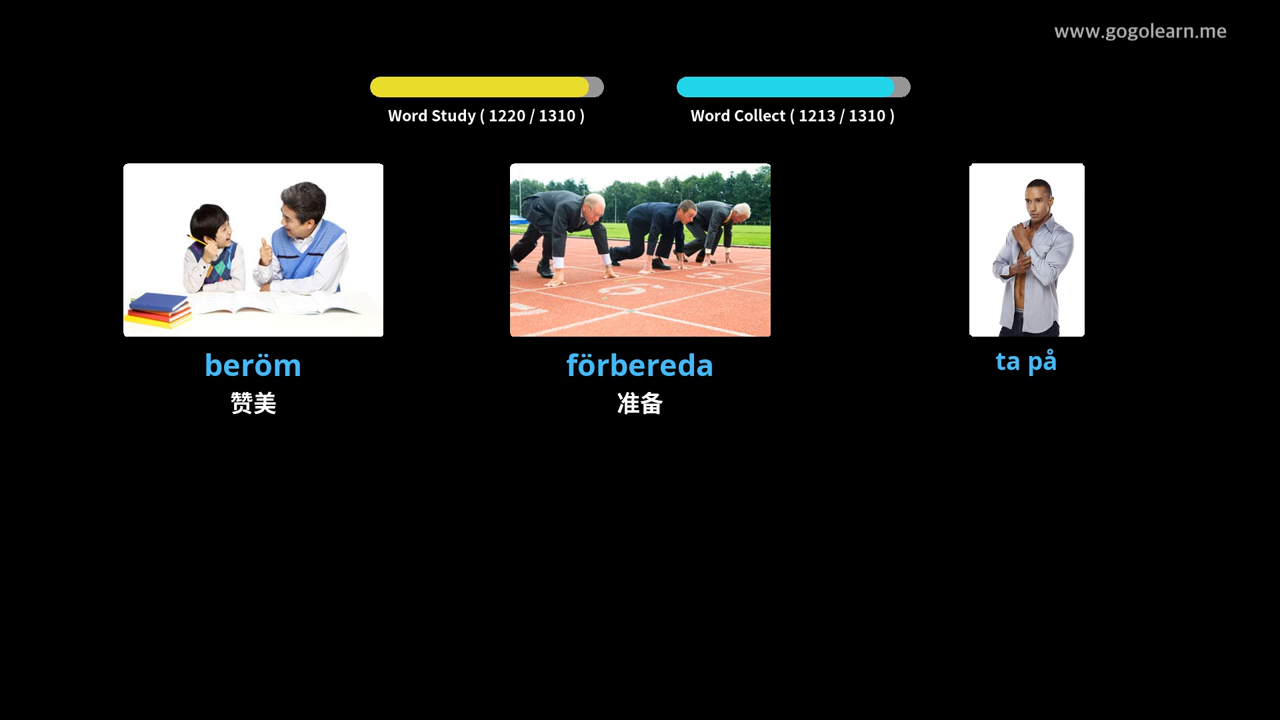 www.gogolearn.me
Word Study ( 1220 / 1310 )
Word Collect ( 1213 / 1310 )
beröm
赞美
förbereda
准备
ta på